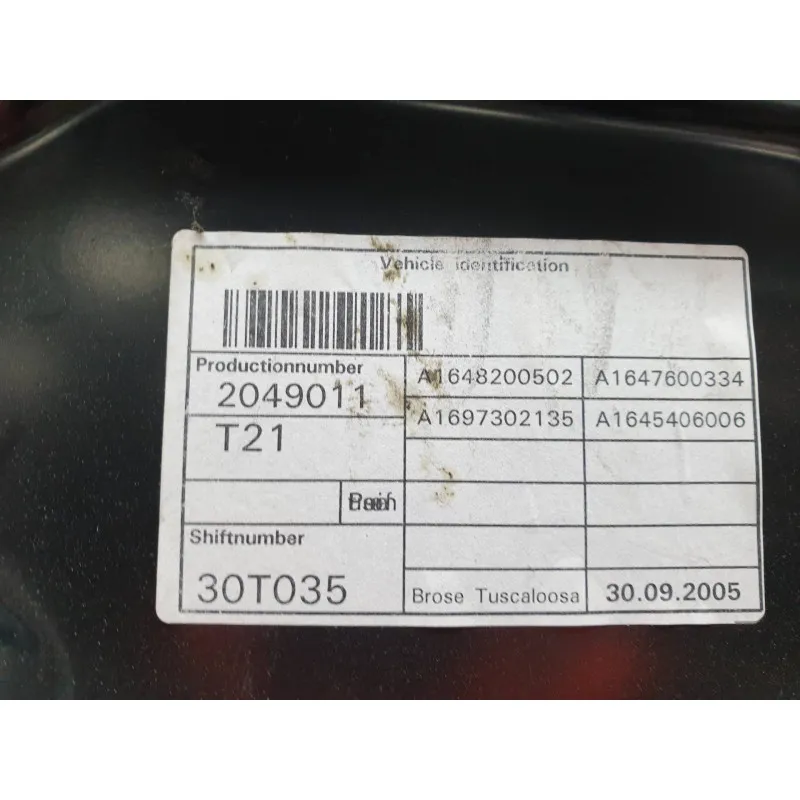 Vehicle identification
Productionnumber
2049011
A1648200502 A1647600334
T21
A1697302135 A1645406006
Shiftnumber
30T035
Brose Tuscaloosa 30.09.2005